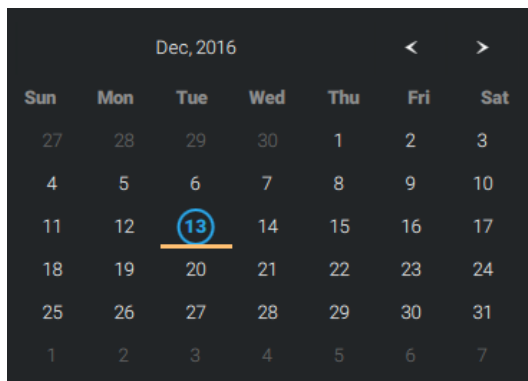 Dec, 2016 < >
Sun Mon Tue Wed Thu Fri Sat
27 28 29 30 1 2 3
4 5 6 7 8 9 10
11 12 13 14 15 16 17
18 19 20 21 22 23 24
25 26 27 28 29 30 31
1 2 3 4 5 6 7